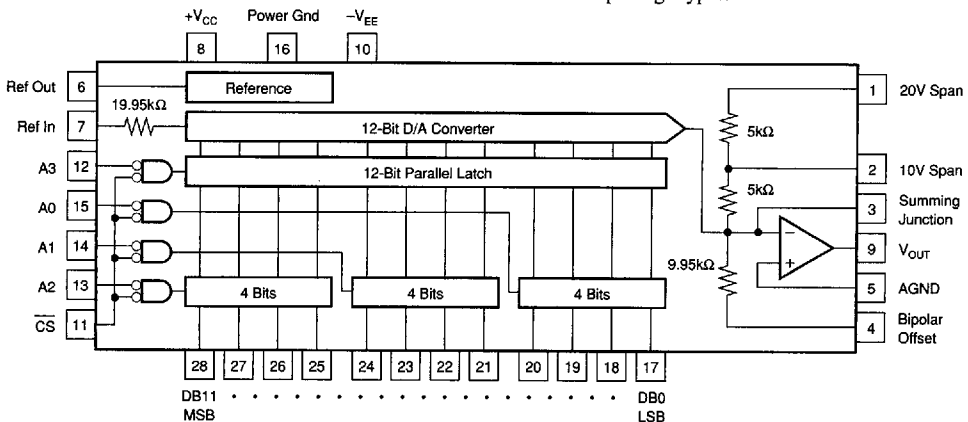 +VCC Power Gnd –VEE
8 16 10
Ref Out 6 Reference 1 20V Span
19.95kΩ
Ref In 7 12-Bit D/A Converter 5kΩ
A3 12 12-Bit Parallel Latch 2 10V Span
5kΩ
A0 15 3 Summing Junction
A1 14 – 9 VOUT
9.95kΩ
A2 13 4 Bits 4 Bits 4 Bits + 5 AGND
CS 11 4 Bipolar Offset
28 27 26 25 24 23 22 21 20 19 18 17
DB11 DB0
MSB LSB